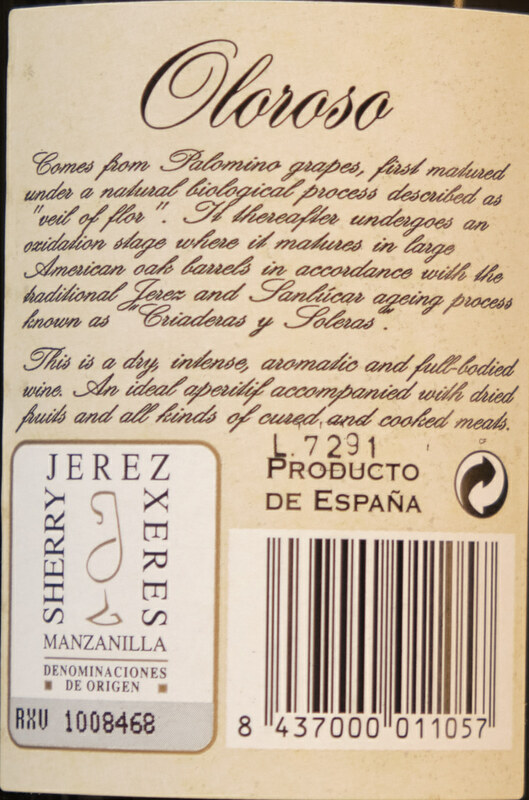 Oloroso
Comes from Palomino grapes, first matured
under a natural biological process described as
"veil of flor". It thereafter undergoes an
oxidation stage where it matures in large
American oak barrels in accordance with the
traditional Jerez and Sanlúcar ageing process
known as "Criaderas y Soleras".
This is a dry, intense, aromatic and full-bodied
wine. An ideal aperitif accompanied with dried
fruits and all kinds of cured and cooked meats.
L.7291
PRODUCTO
DE ESPAÑA
JEREZ
SHERRY
XERES
MANZANILLA
DENOMINACIONES
DE ORIGEN
RXU 1008468
8 437000 011057